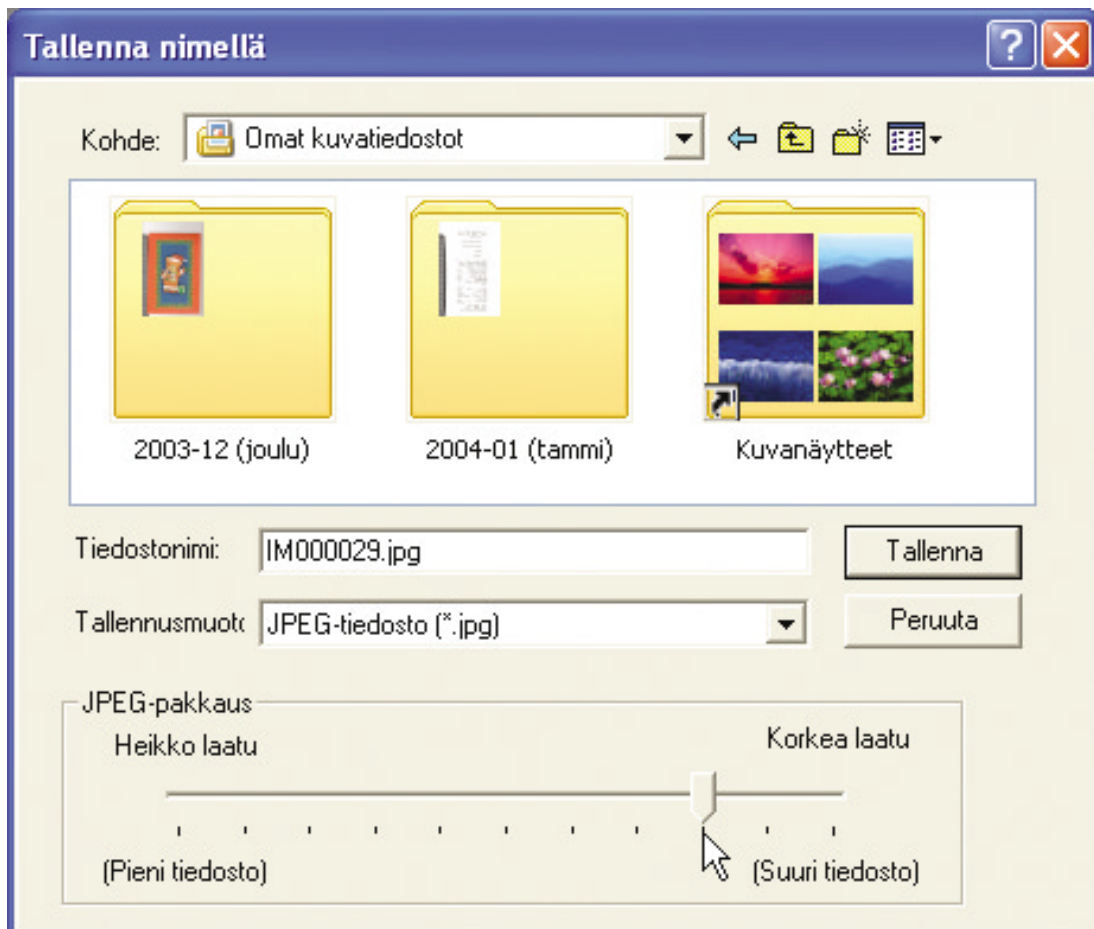 Tallenna nimellä
Kohde: Omat kuvatiedostot
2003-12 (joulu) 2004-01 (tammi) Kuvanäytteet
Tiedostonimi: IM000029.jpg Tallenna
Tallennusmuoto JPEG-tiedosto (*.jpg) Peruuta
JPEG-pakkaus
Heikko laatu Korkea laatu
(Pieni tiedosto) (Suuri tiedosto)